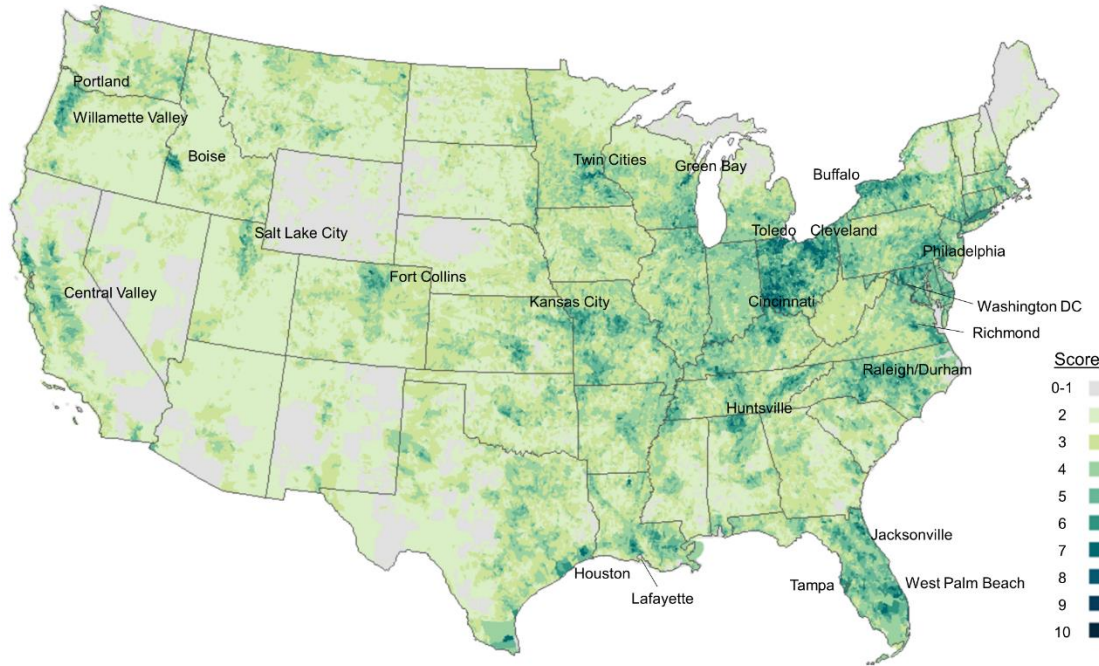 Portland
Willamette Valley
Boise
Twin Cities
Green Bay
Buffalo
Salt Lake City
Toledo
Cleveland
Philadelphia
Fort Collins
Central Valley
Kansas City
Cincinnati
Washington DC
Richmond
Raleigh/Durham
Huntsville
Jacksonville
Houston
Lafayette
Tampa
West Palm Beach
Score
0-1
2
3
4
5
6
7
8
9
10